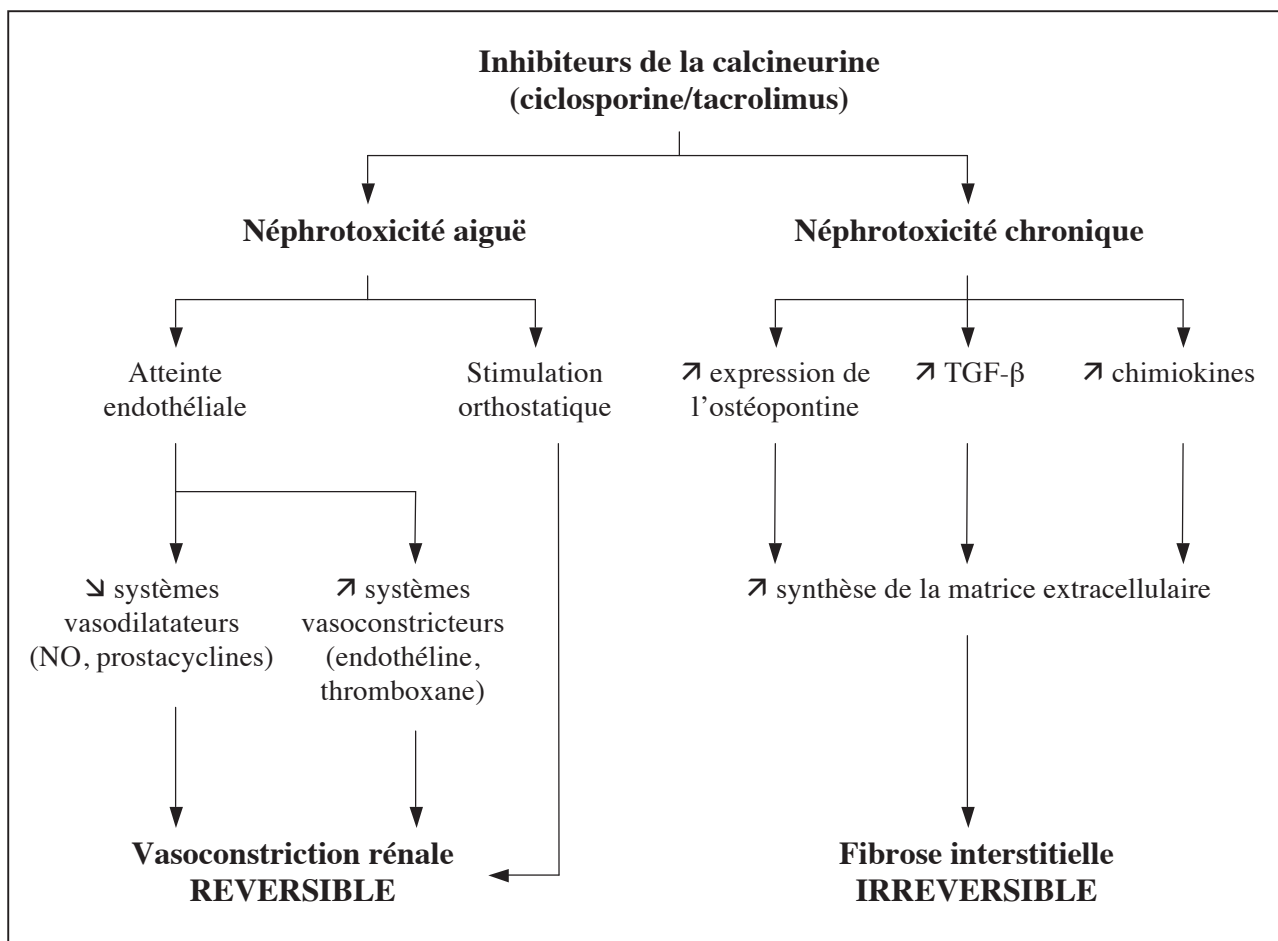 Inhibiteurs de la calcineurine
(ciclosporine/tacrolimus)
Néphrotoxicité aiguë
Néphrotoxicité chronique
Atteinte
endothéliale
Stimulation
orthostatique
↗ expression de
l’ostéopontine
↗ TGF-β
↗ chimiokines
↘ systèmes
vasodilatateurs
(NO, prostacyclines)
↗ systèmes
vasoconstricteurs
(endothéline,
thromboxane)
↗ synthèse de la matrice extracellulaire
Vasoconstriction rénale
REVERSIBLE
Fibrose interstitielle
IRREVERSIBLE